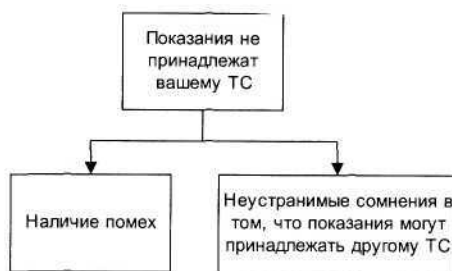 Показания не
принадлежат
вашему ТС
Наличие помех
Неустранимые сомнения в
том, что показания могут
принадлежать другому ТС